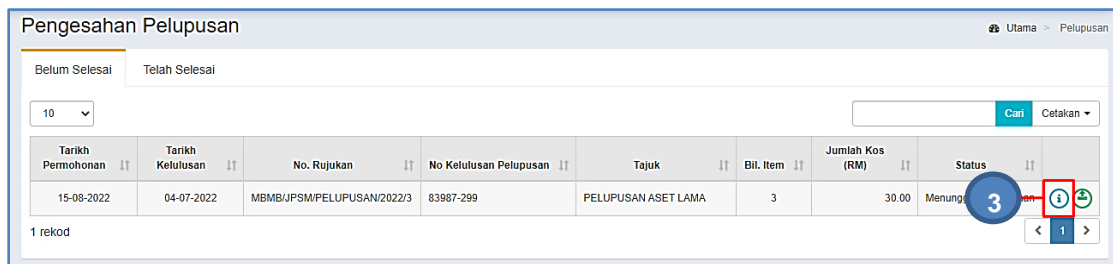 Pengesahan Pelupusan
Utama > Pelupusan
Belum Selesai Telah Selesai
10 Cari Cetakan
Tarikh Permohonan Tarikh Kelulusan No. Rujukan No Kelulusan Pelupusan Tajuk Bil. Item Jumlah Kos (RM) Status
15-08-2022 04-07-2022 MBMB/JPSM/PELUPUSAN/2022/3 83987-299 PELUPUSAN ASET LAMA 3 30.00
3
1 rekod
< 1 >